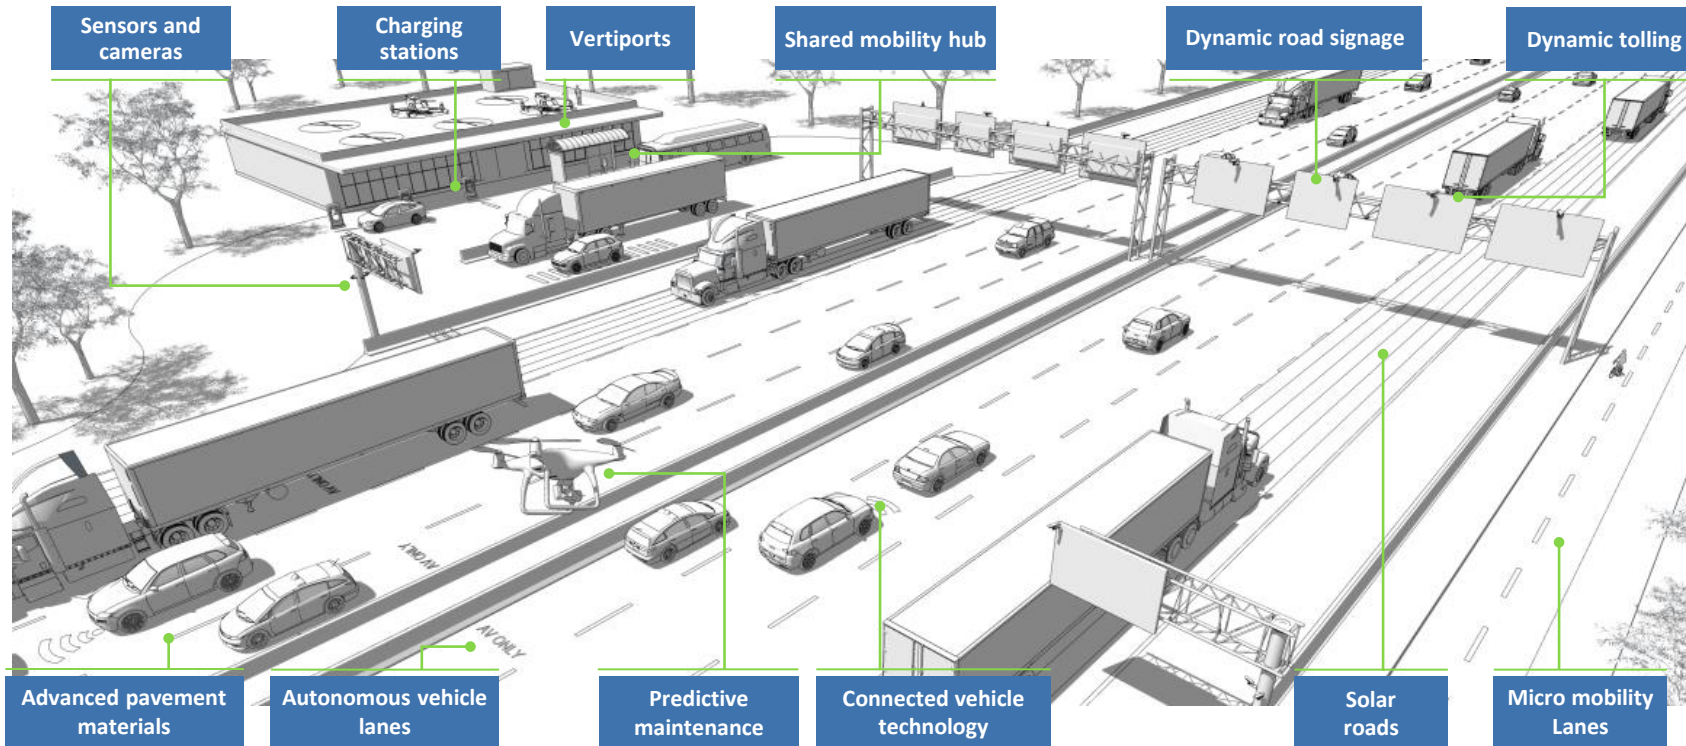 Sensors and
cameras
Charging
stations
Vertiports
Shared mobility hub
Dynamic road signage
Dynamic tolling
AV ONLY
AV ONLY
AV ONLY
Advanced pavement
materials
Autonomous vehicle
lanes
Predictive
maintenance
Connected vehicle
technology
Solar
roads
Micro mobility
Lanes